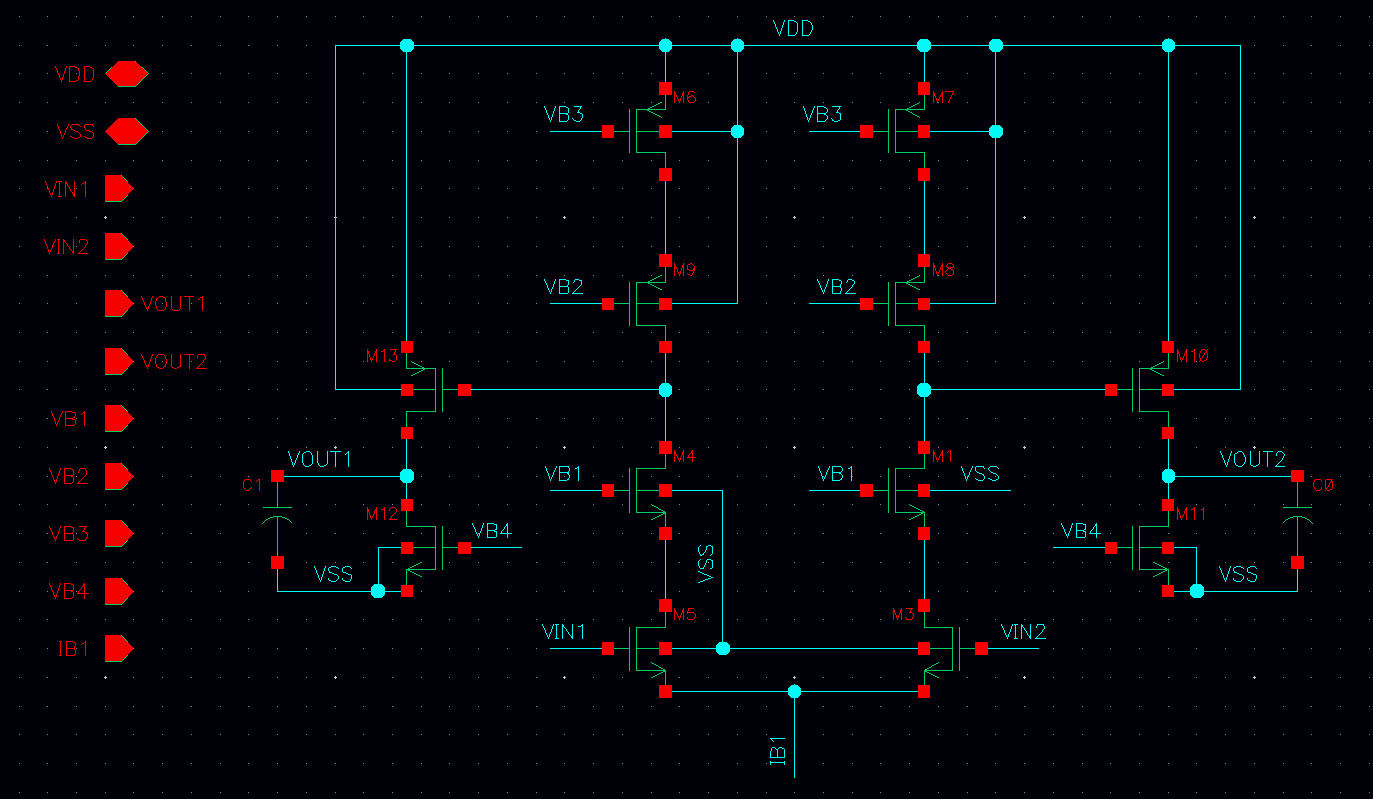 VDD
VDD
VSS
VIN1
VIN2
VOUT1
VOUT2
VB1
VB2
VB3
VB4
IB1
VB3
M6
VB3
M7
VB2
M9
VB2
M8
M13
M10
VOUT1
C1
M12
VB4
VSS
VB1
M4
VSS
VB1
M1
VSS
VOUT2
C0
VB4
M11
VSS
VIN1
M5
M3
VIN2
IB1